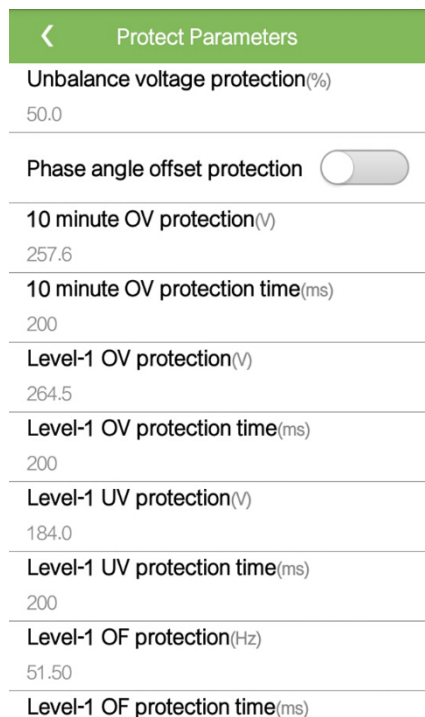 Protect Parameters
Unbalance voltage protection(%)
50.0
Phase angle offset protection
10 minute OV protection(V)
257.6
10 minute OV protection time(ms)
200
Level-1 OV protection(V)
264.5
Level-1 OV protection time(ms)
200
Level-1 UV protection(V)
184.0
Level-1 UV protection time(ms)
200
Level-1 OF protection(Hz)
51.50
Level-1 OF protection time(ms)